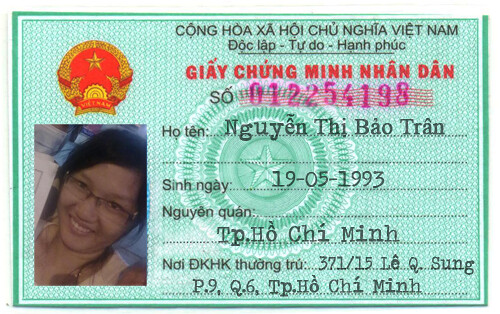 CỘNG HÒA XÃ HỘI CHỦ NGHĨA VIỆT NAM
Độc lập - Tự do - Hạnh phúc
GIẤY CHỨNG MINH NHÂN DÂN
SỐ 012254198
Họ tên: Nguyễn Thị Bảo Trân
Sinh ngày: 19-05-1993
Nguyên quán:
Tp.Hồ Chí Minh
Nơi ĐKHK thường trú: 371/15 Lê Q. Sung
P.9, Q.6, Tp.Hồ Chí Minh
VIỆT NAM